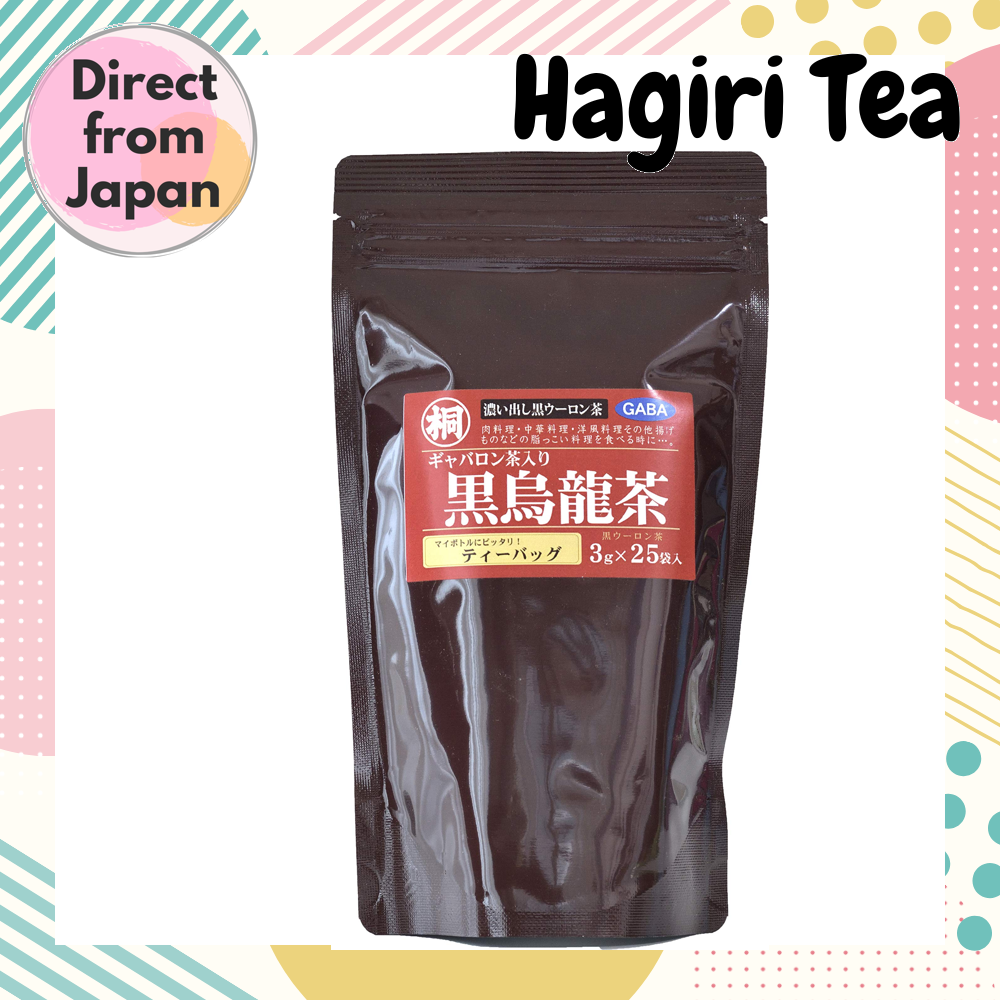 Direct
from
Japan
Hagiri Tea
桐
濃い出し黒ウーロン茶
GABA
肉料理・中華料理・洋風料理その他揚げ
ものなどの脂っこい料理を食べる時に…。
ギャバロン茶入り
黒烏龍茶
黒ウーロン茶
マイボトルにピッタリ！
ティーバッグ
3g×25袋入